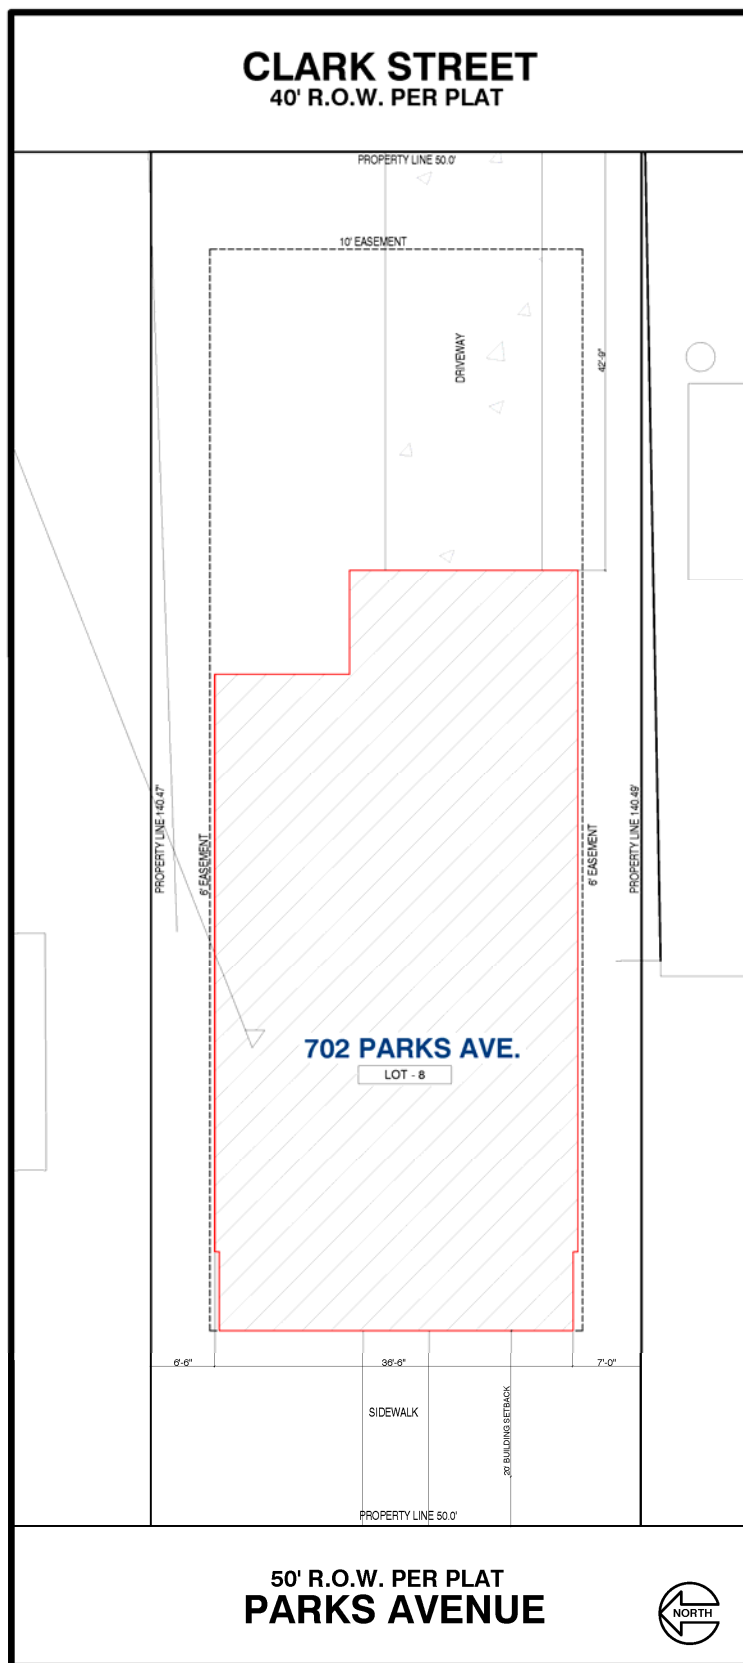 CLARK STREET
40' R.O.W. PER PLAT
PROPERTY LINE 50.0'
10' EASEMENT
DRIVEWAY
42'-9"
PROPERTY LINE 140.47'
6' EASEMENT
6' EASEMENT
PROPERTY LINE 140.49'
702 PARKS AVE.
LOT - 8
6'-6"
36'-6"
7'-0"
SIDEWALK
20' BUILDING SETBACK
PROPERTY LINE 50.0'
50' R.O.W. PER PLAT
PARKS AVENUE
NORTH